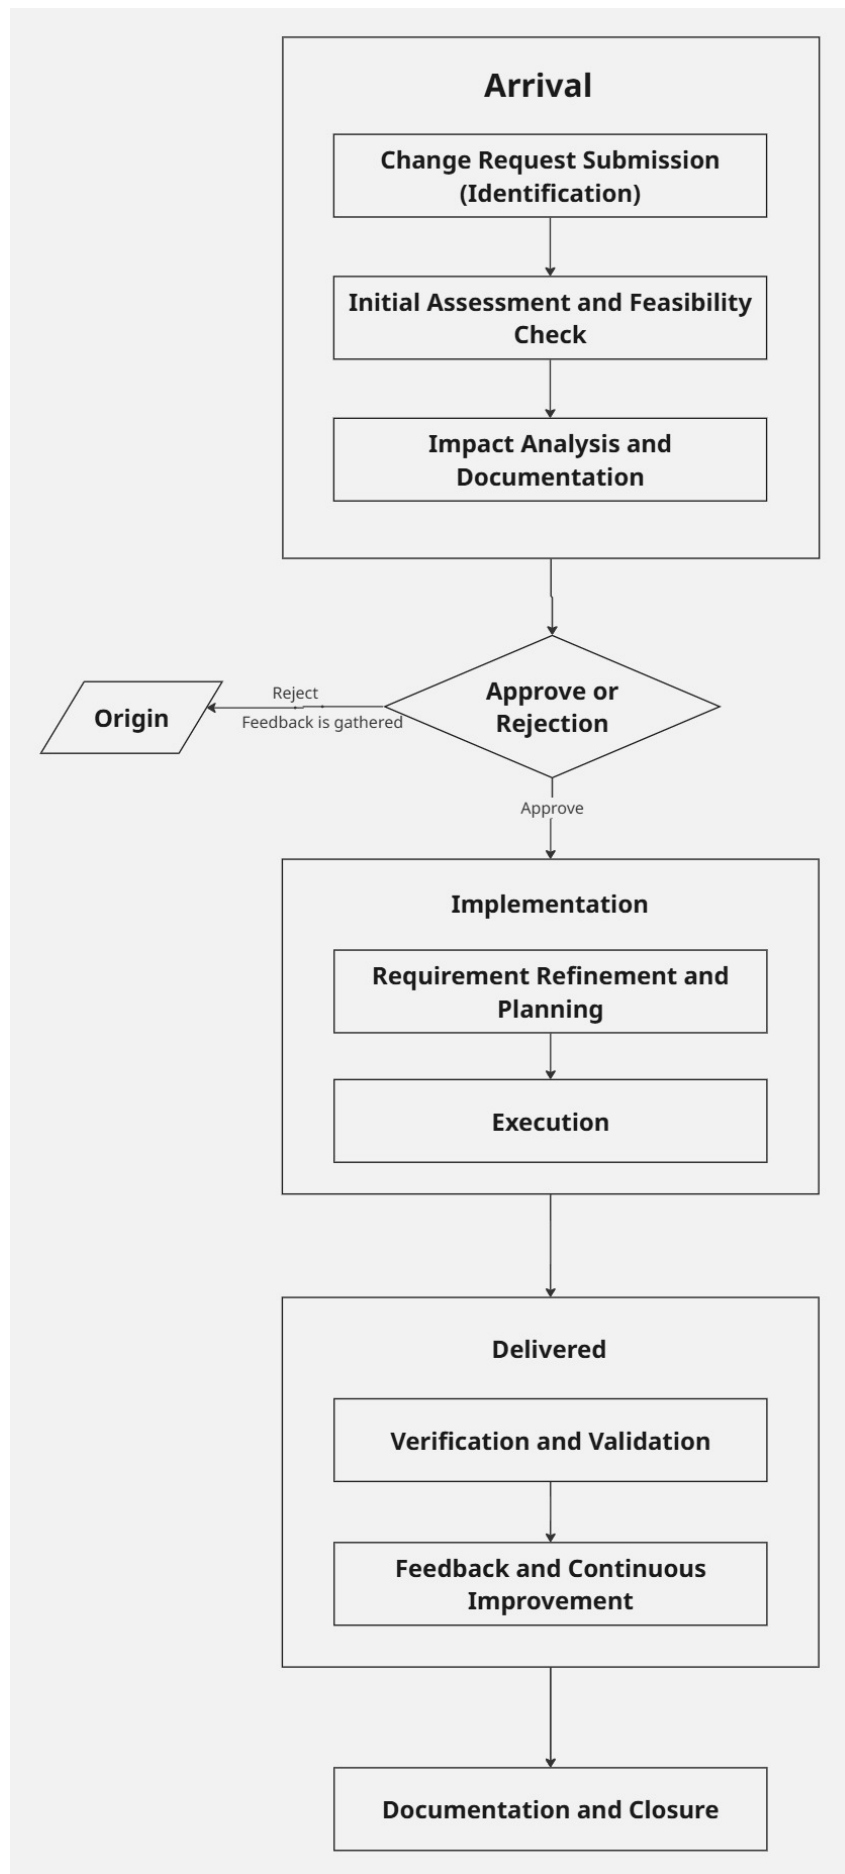 Arrival
Change Request Submission
(Identification)
Initial Assessment and Feasibility
Check
Impact Analysis and
Documentation
Approve or
Rejection
Reject
Feedback is gathered
Origin
Approve
Implementation
Requirement Refinement and
Planning
Execution
Delivered
Verification and Validation
Feedback and Continuous
Improvement
Documentation and Closure